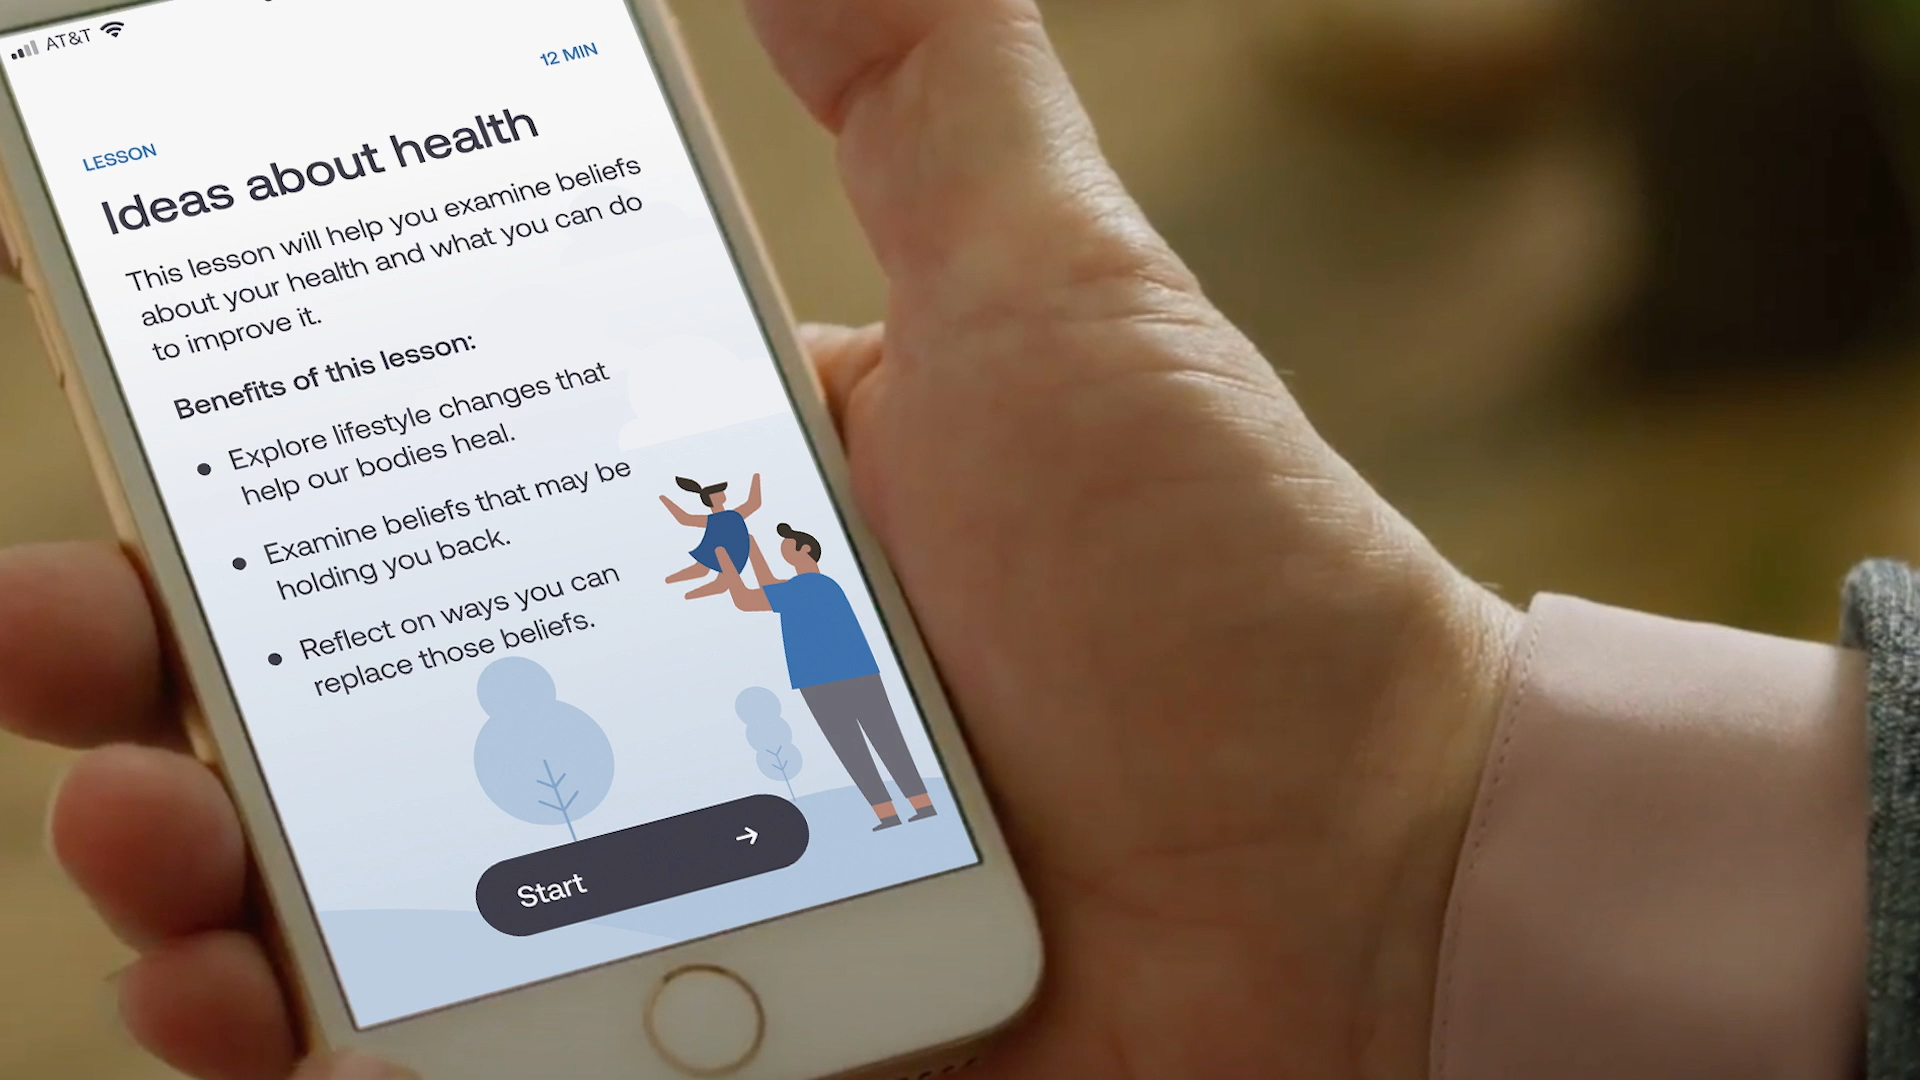 AT&T
12 MIN
LESSON
Ideas about health
This lesson will help you examine beliefs
about your health and what you can do
to improve it.
Benefits of this lesson:
• Explore lifestyle changes that
help our bodies heal.
• Examine beliefs that may be
holding you back.
• Reflect on ways you can
replace those beliefs.
Start